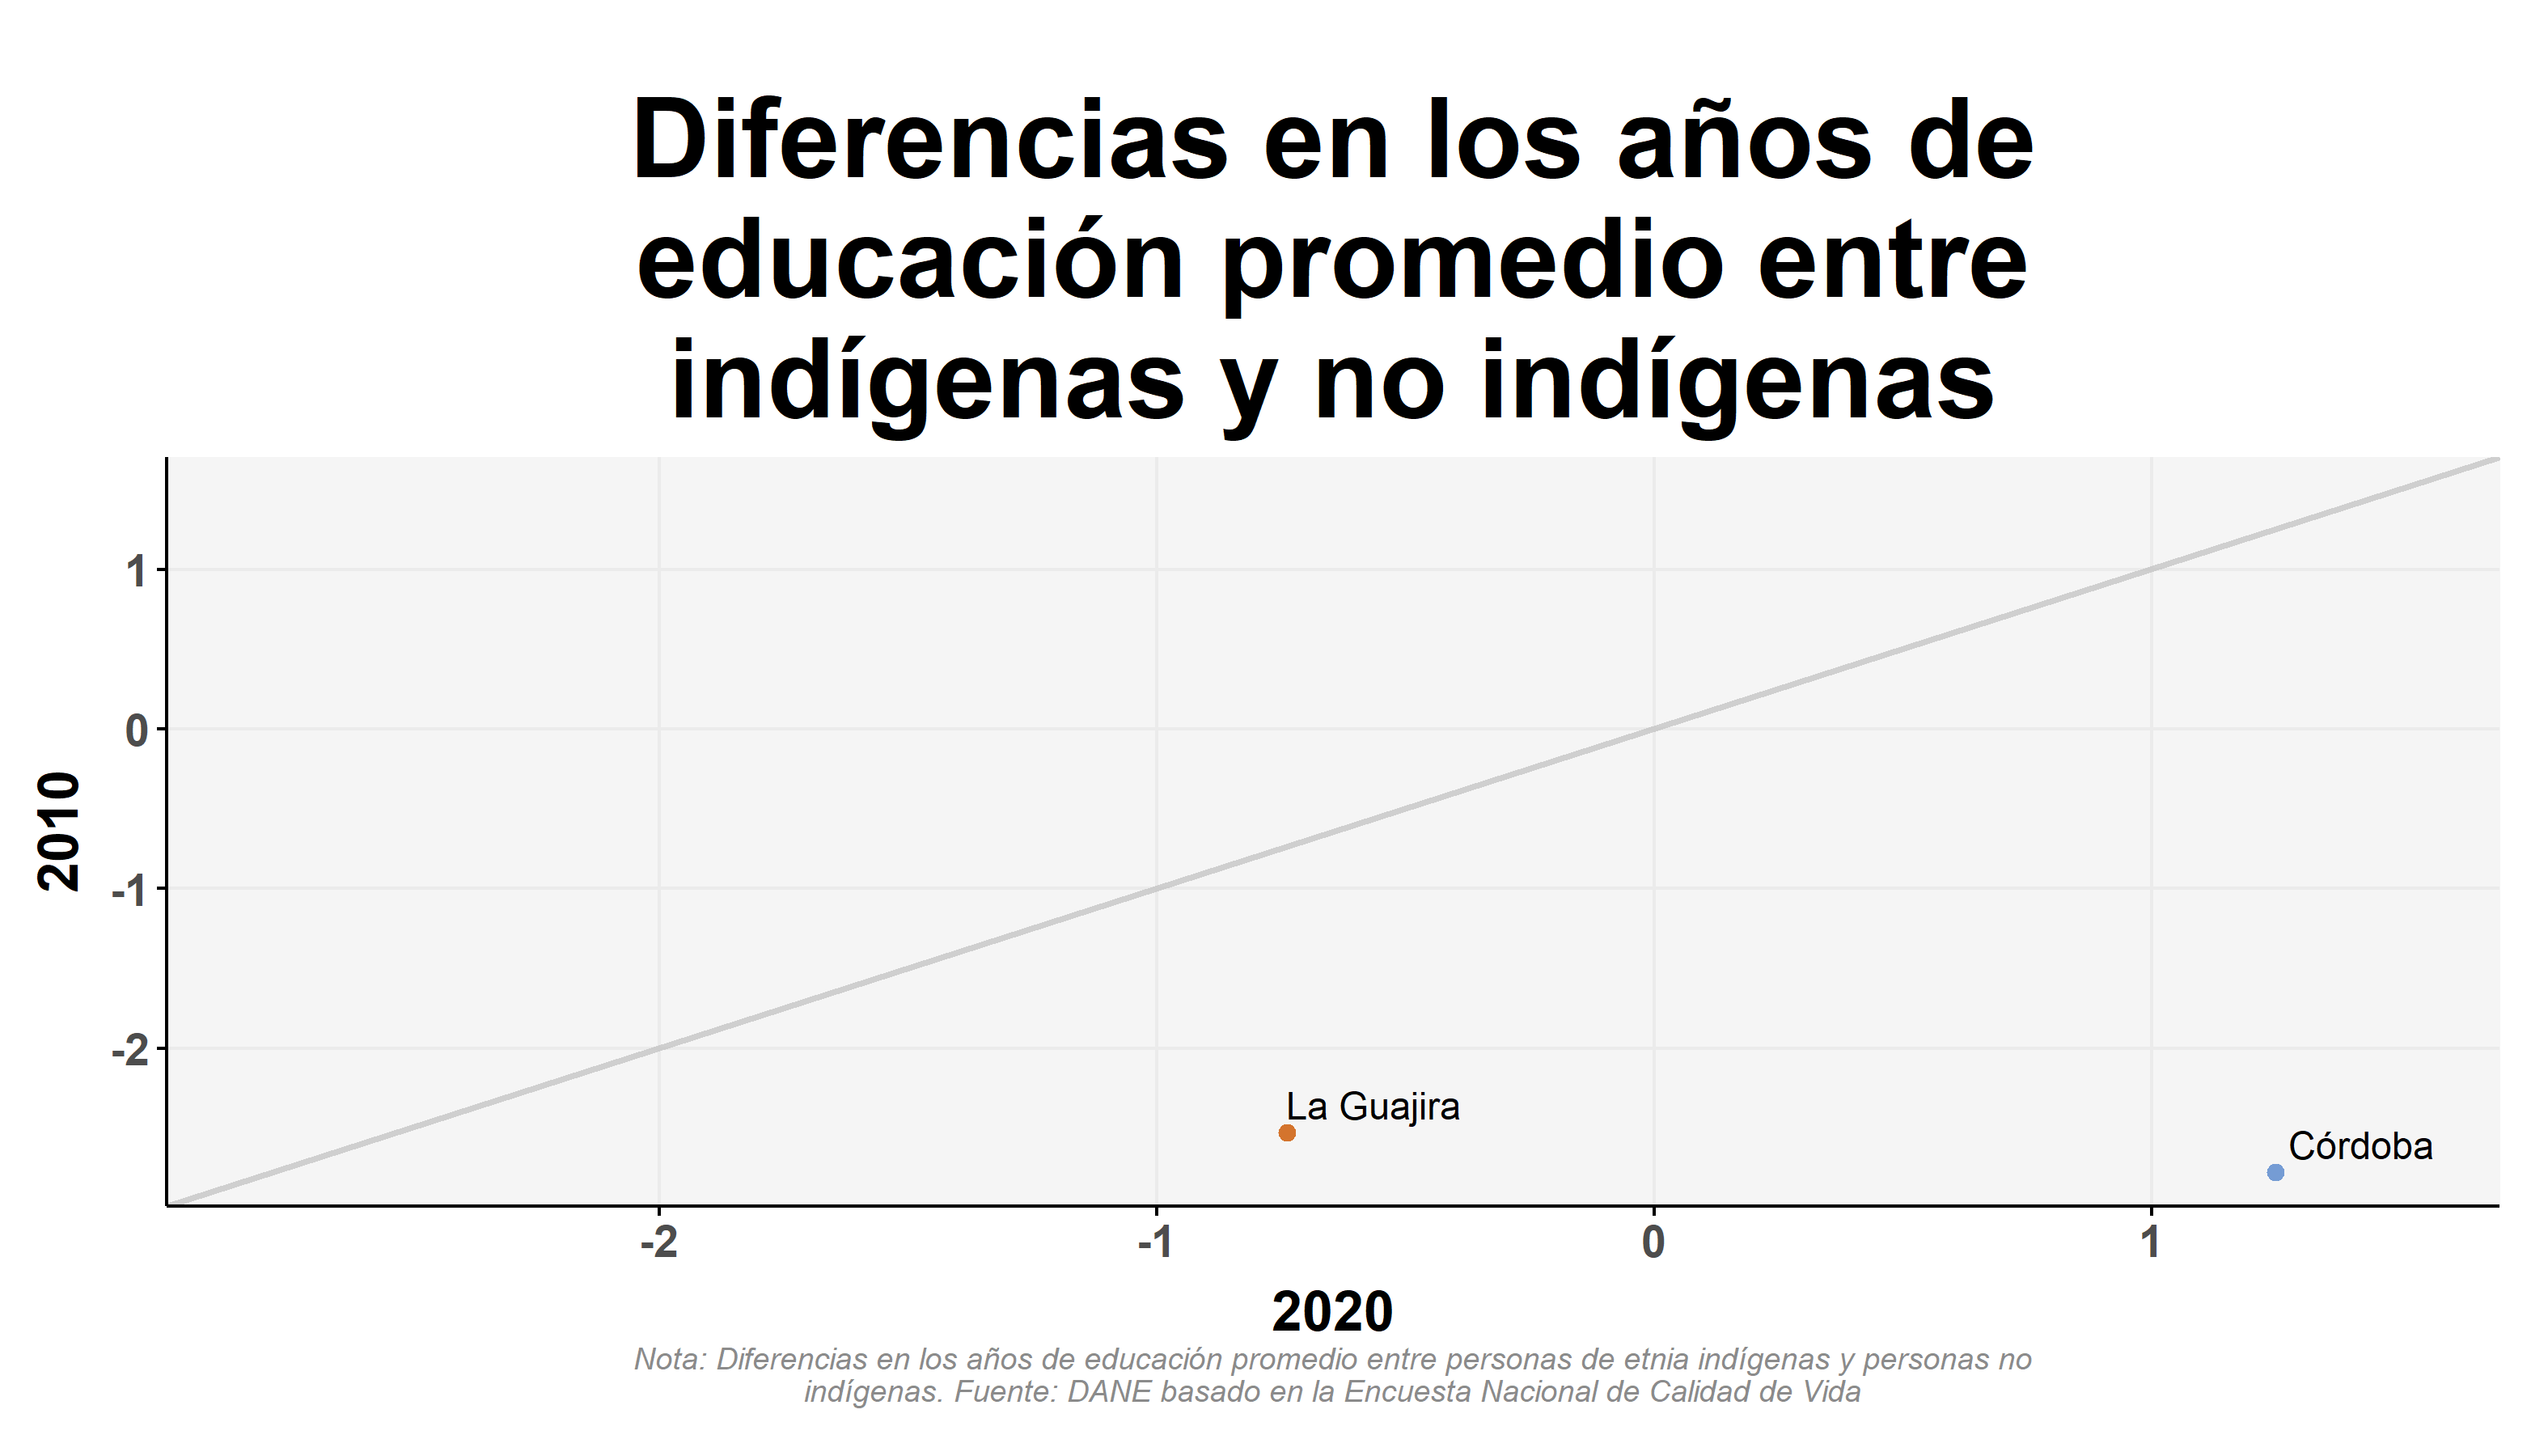 Diferencias en los años de
educación promedio entre
indígenas y no indígenas
1
0
-1
-2
2010
La Guajira
Córdoba
-2
-1
0
1
2020
Nota: Diferencias en los años de educación promedio entre personas de etnia indígenas y personas no
indígenas. Fuente: DANE basado en la Encuesta Nacional de Calidad de Vida